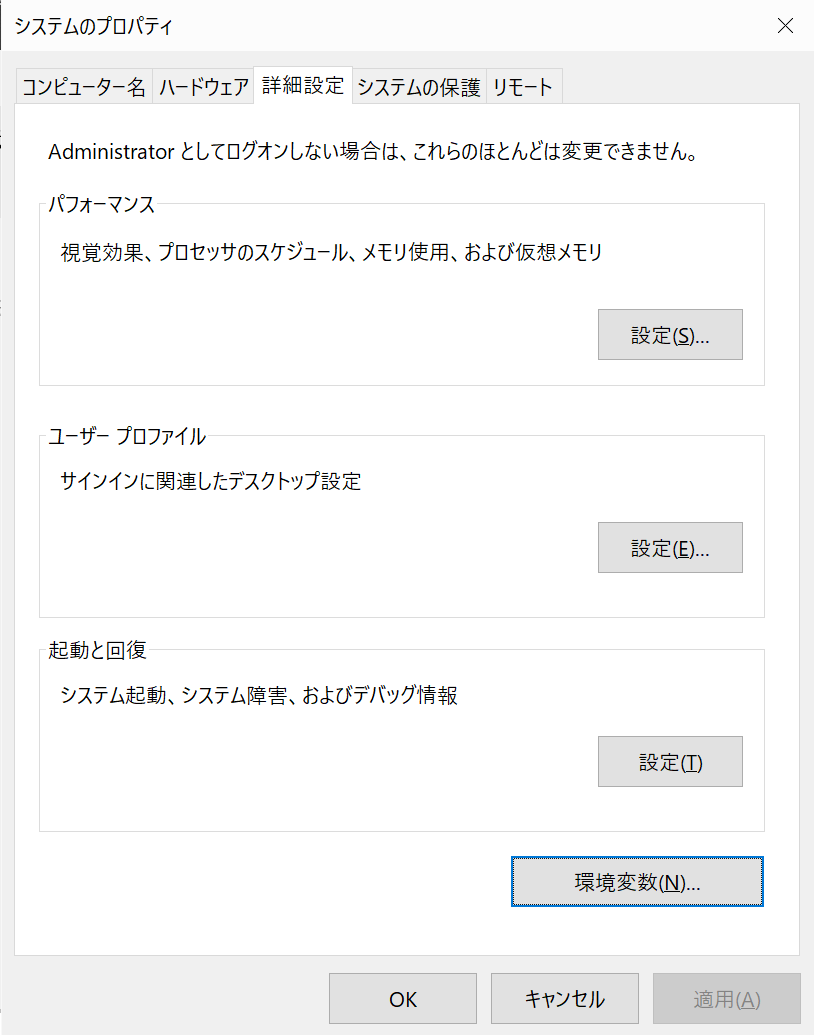 システムのプロパティ
コンピューター名 ハードウェア 詳細設定 システムの保護 リモート
Administrator としてログオンしない場合は、これらのほとんどは変更できません。
パフォーマンス
視覚効果、プロセッサのスケジュール、メモリ使用、および仮想メモリ
設定(S)...
ユーザー プロファイル
サインインに関連したデスクトップ設定
設定(E)...
起動と回復
システム起動、システム障害、およびデバッグ情報
設定(T)
環境変数(N)...
OK キャンセル 適用(A)